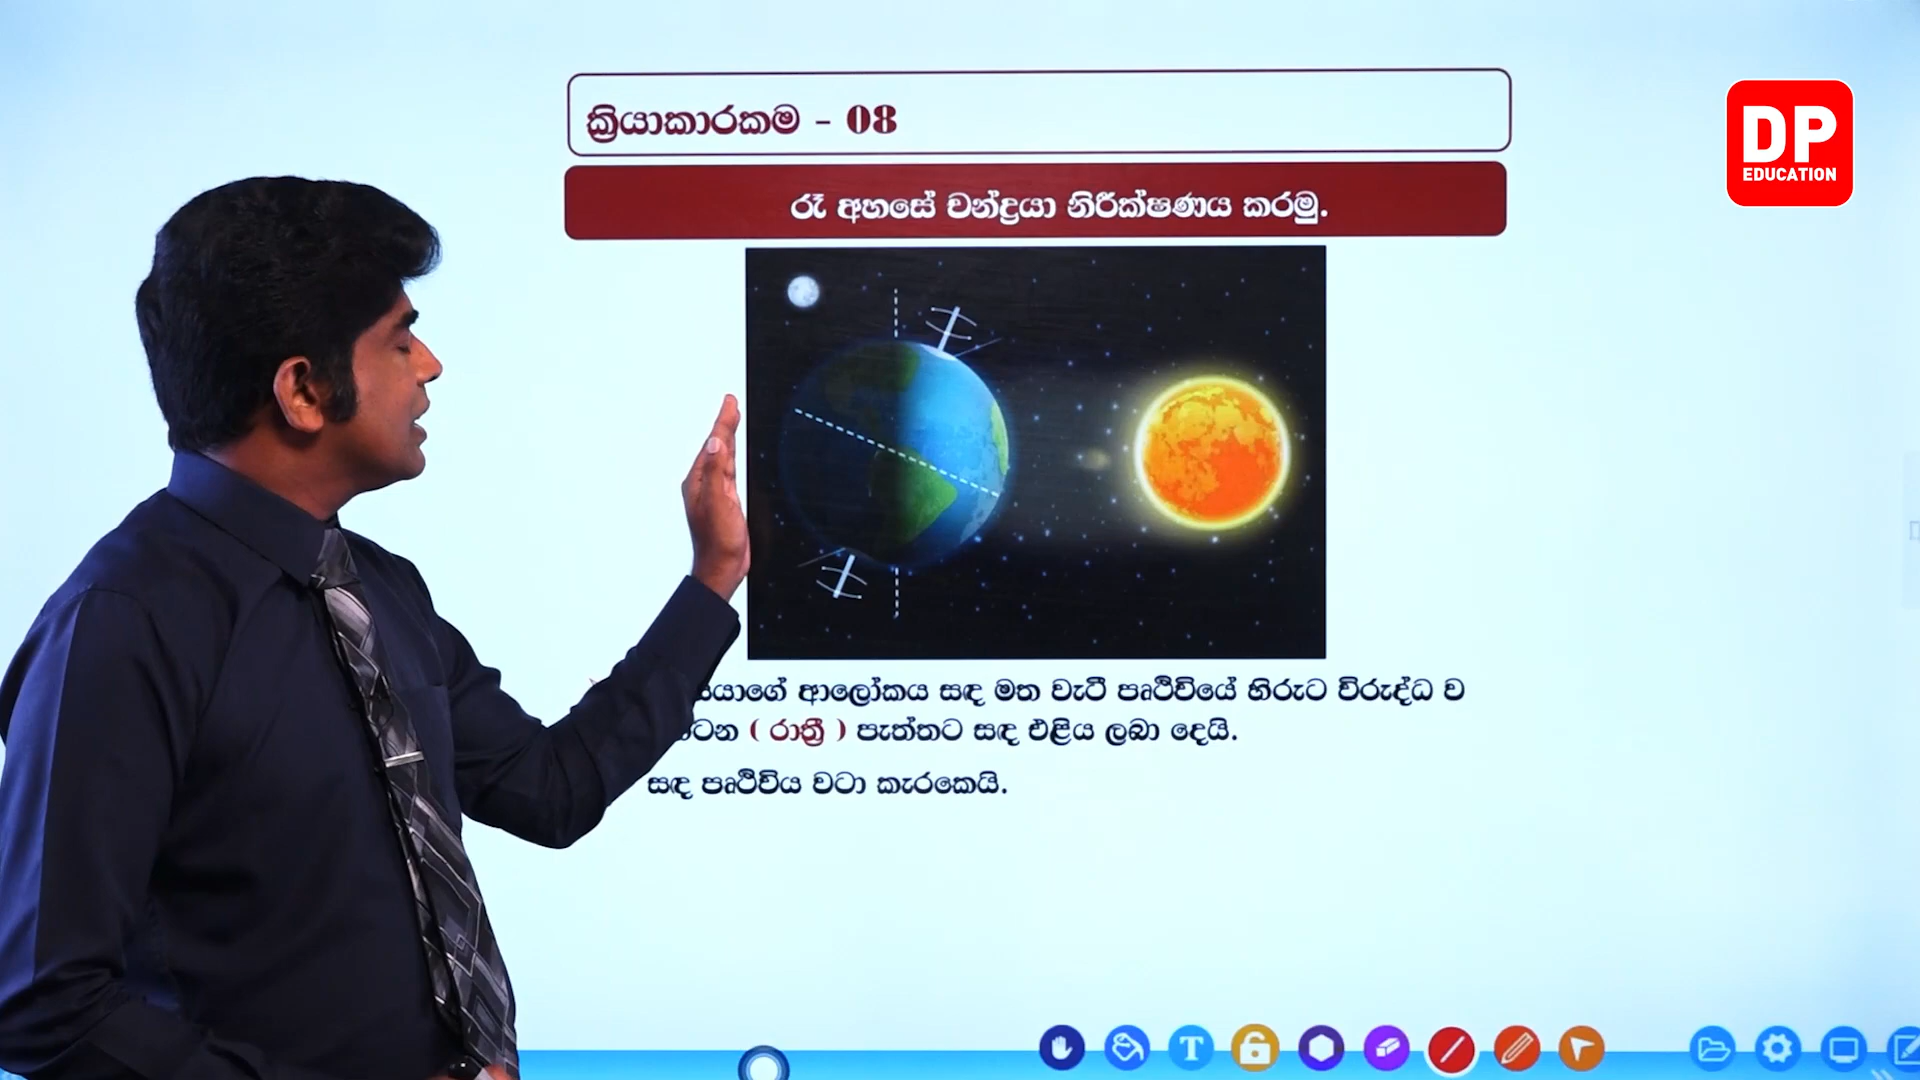 ක්‍රියාකාරකම - 08
DP
EDUCATION
රෑ අහසේ චන්ද්‍රයා නිරීක්ෂණය කරමු.
ආලෝකය සඳ මත වැටී පෘථිවියේ හිරුට විරුද්ධ ව
( රාත්‍රී ) පැත්තට සඳ එළිය ලබා දෙයි.
සඳ පෘථිවිය වටා කැරකෙයි.
T